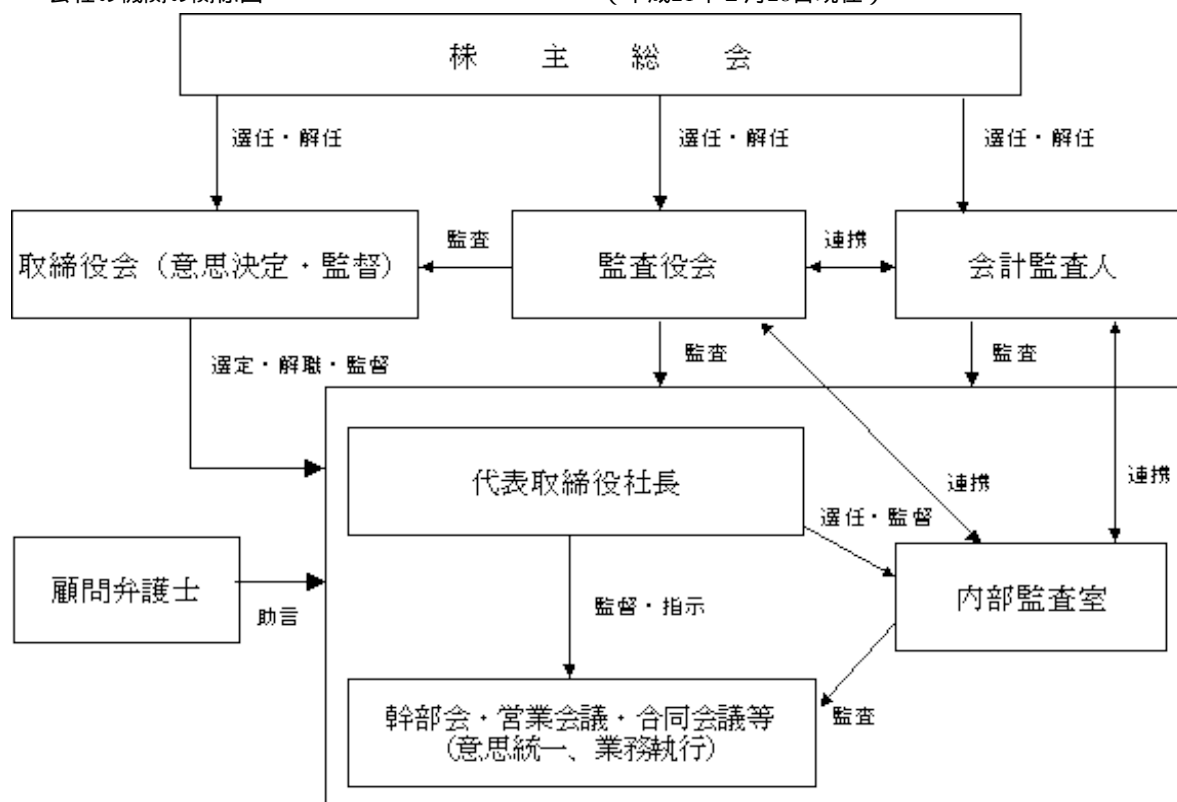 株主総会
選任・解任
選任・解任
選任・解任
取締役会（意思決定・監督）
監査
監査役会
連携
会計監査人
選定・解職・監督
監査
監査
代表取締役社長
選任・監督
連携
連携
顧問弁護士
助言
監督・指示
内部監査室
幹部会・営業会議・合同会議等
(意思統一、業務執行)
監査